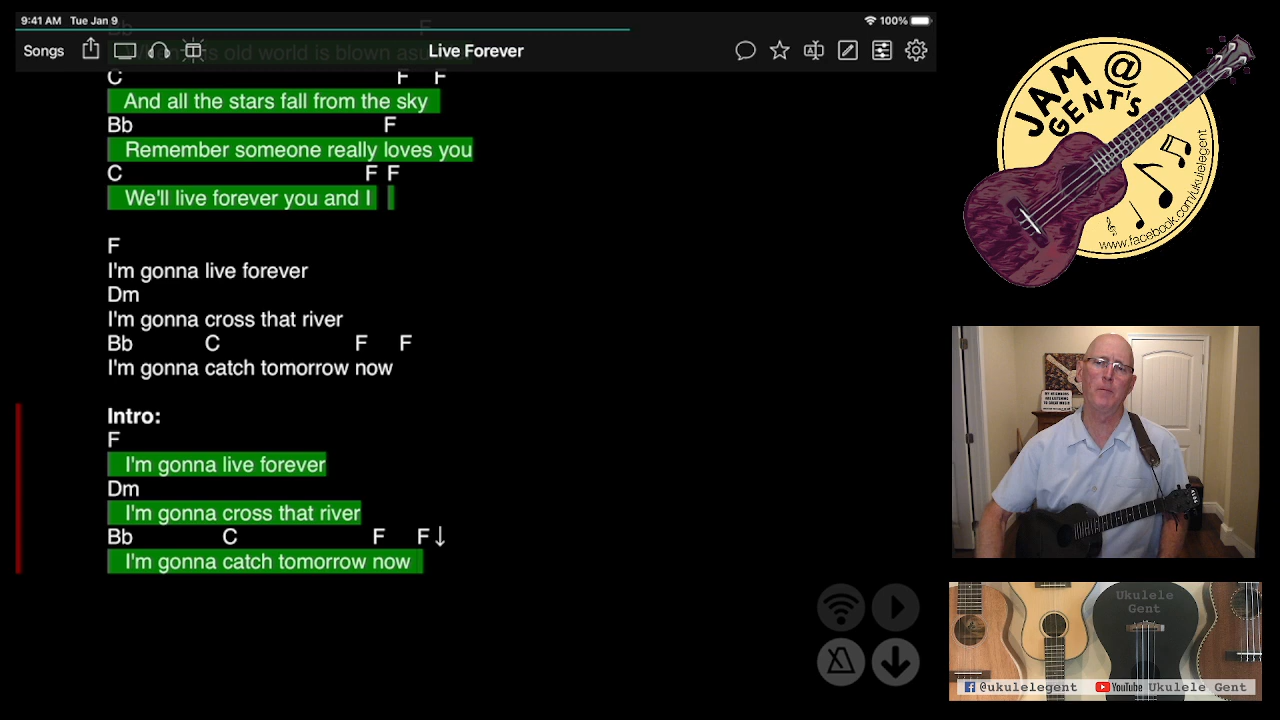 9:41 AM Tue Jan 9
100%
Bb F
Songs
Live Forever
C F F
And all the stars fall from the sky
Bb F
Remember someone really loves you
C F F
We'll live forever you and I
F
I'm gonna live forever
Dm
I'm gonna cross that river
Bb C F F
I'm gonna catch tomorrow now
Intro:
F
I'm gonna live forever
Dm
I'm gonna cross that river
Bb C F F↓
I'm gonna catch tomorrow now
JAM @
GENT'S
www.facebook.com/ukulelegent
Ukulele
Gent
@ukulelegent
YouTube Ukulele Gent